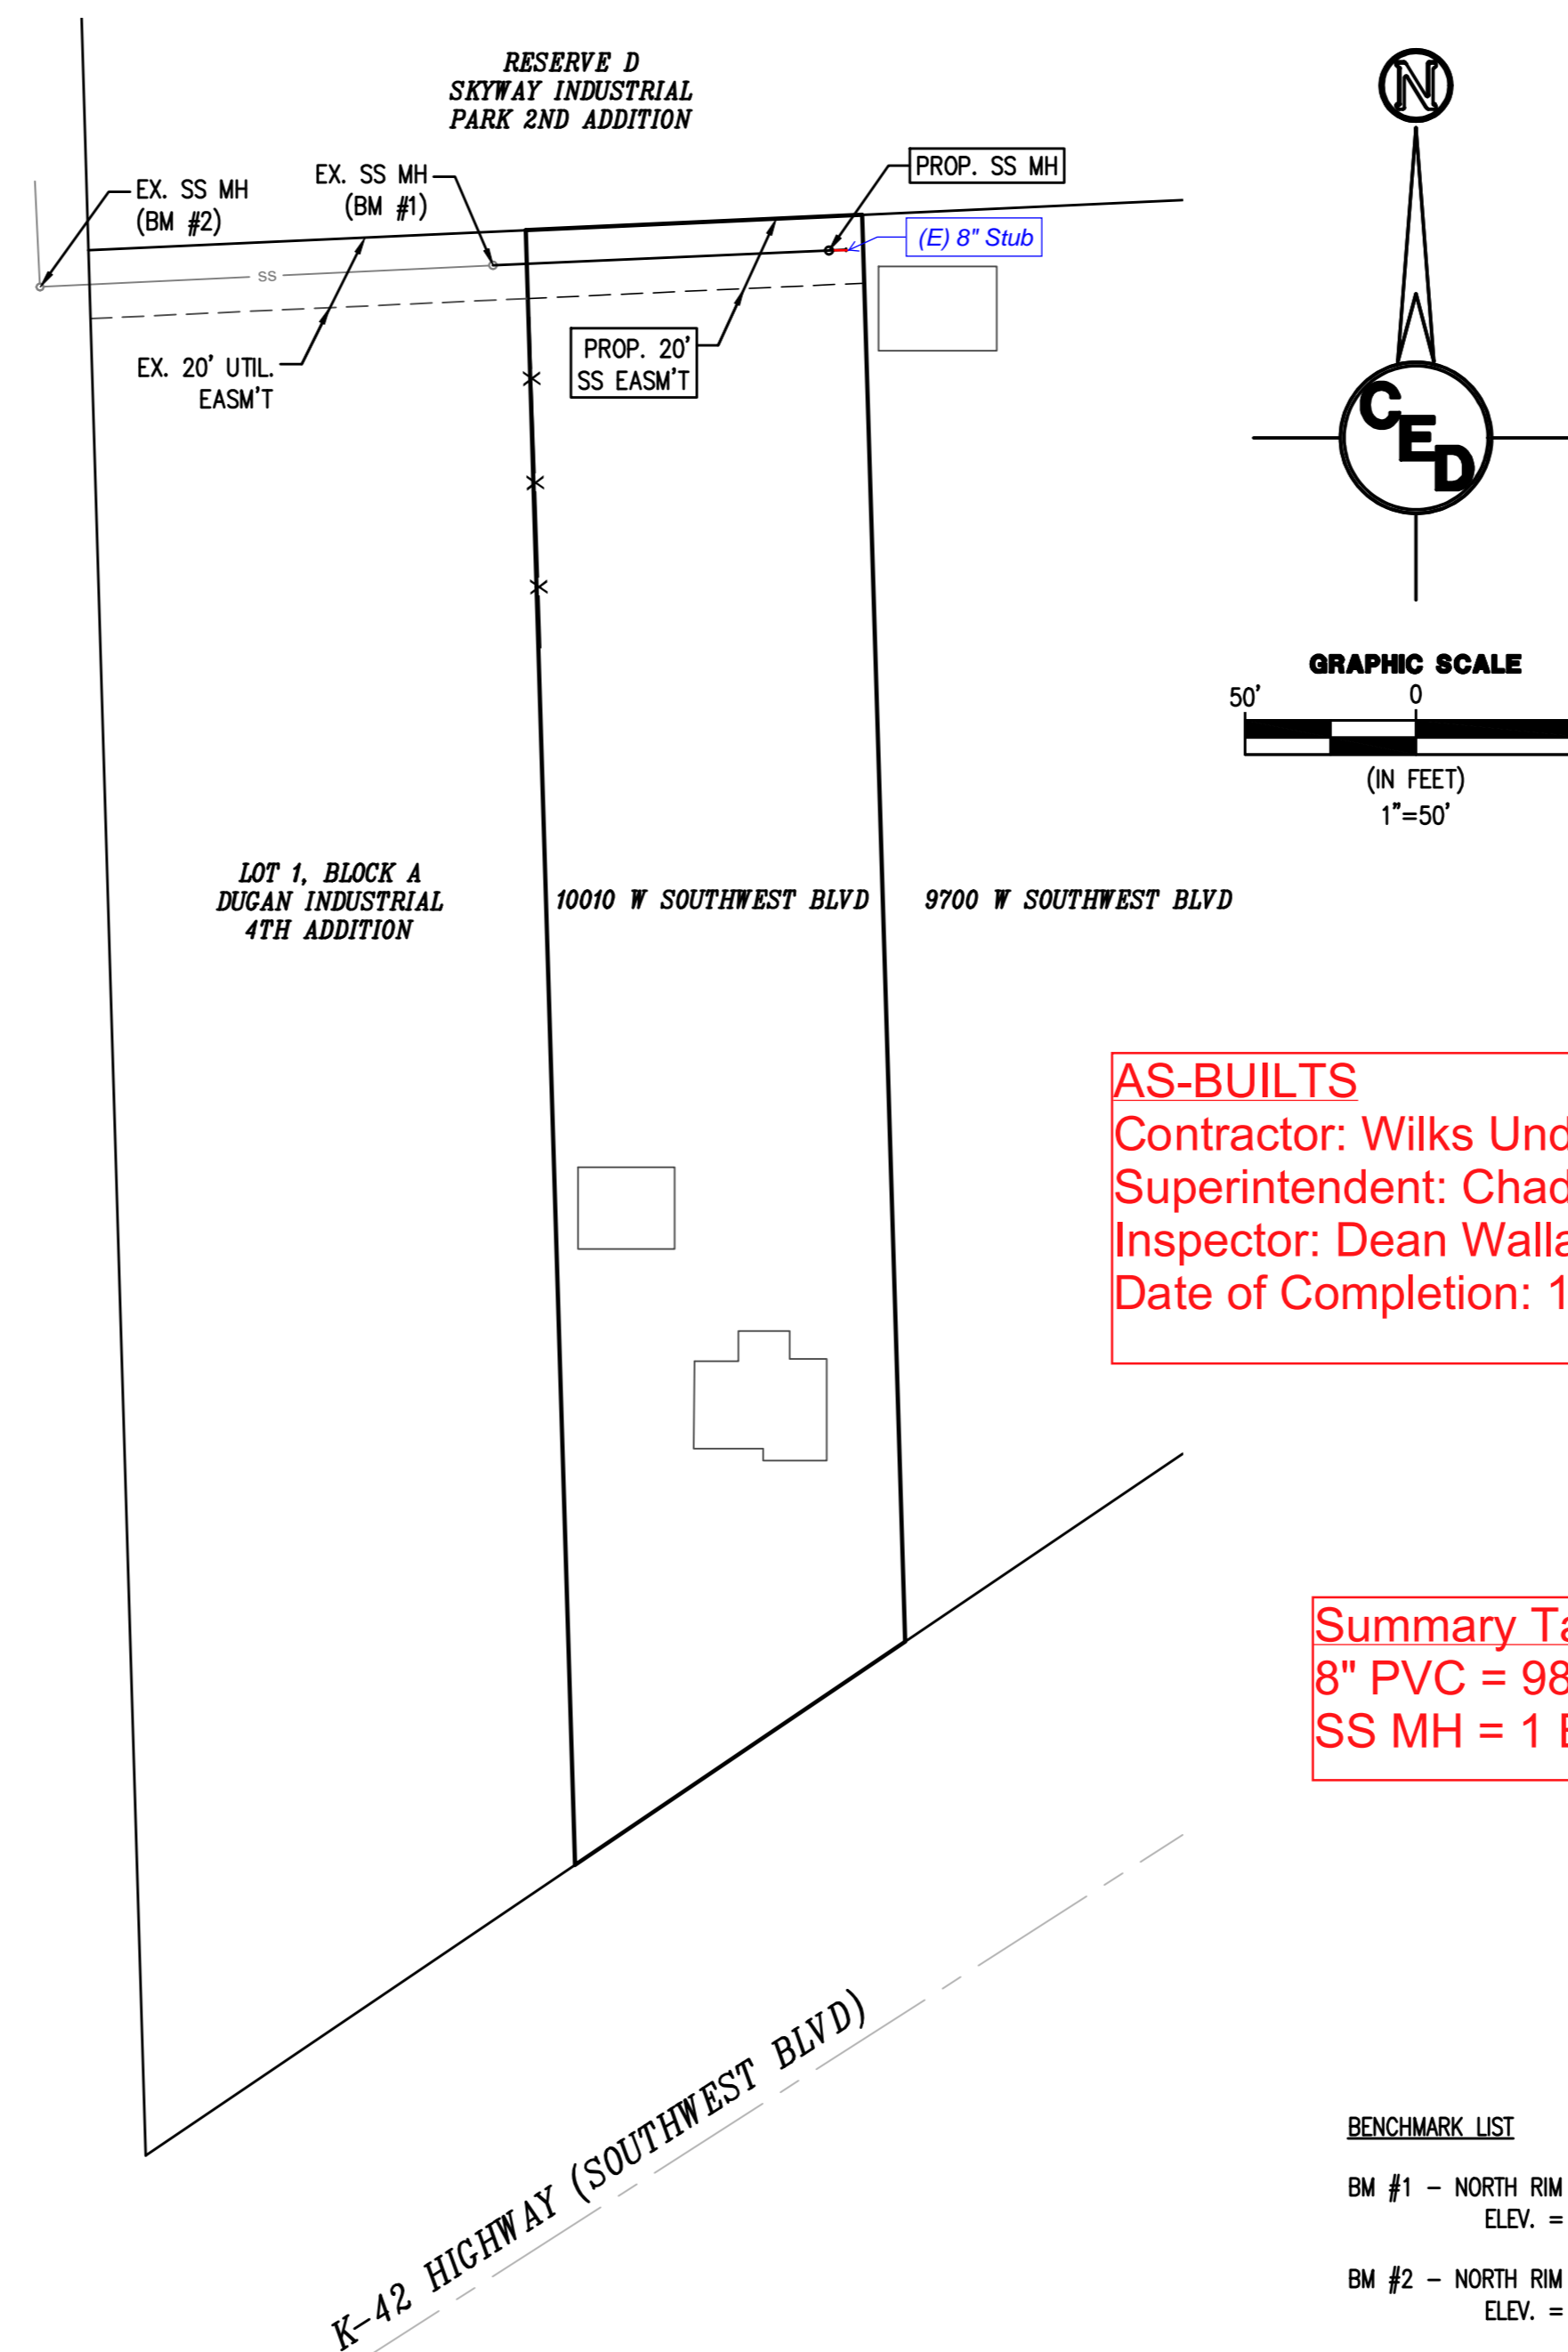 RESERVE D
SKYWAY INDUSTRIAL
PARK 2ND ADDITION
N
EX. SS MH
(BM #2)
EX. SS MH
(BM #1)
PROP. SS MH
(E) 8" Stub
SS
EX. 20' UTIL.
EASM'T
PROP. 20'
SS EASM'T
CED
GRAPHIC SCALE
50' 0
(IN FEET)
1"=50'
LOT 1, BLOCK A
DUGAN INDUSTRIAL
4TH ADDITION
10010 W SOUTHWEST BLVD
9700 W SOUTHWEST BLVD
AS-BUILTS
Contractor: Wilks
Superintendent: Chad
Inspector: Dean
Date of Completion:
Summary
8" PVC = 98
SS MH = 1
K-42 HIGHWAY (SOUTHWEST BLVD)
BENCHMARK LIST
BM #1 – NORTH RIM
ELEV. =
BM #2 – NORTH RIM
ELEV. =